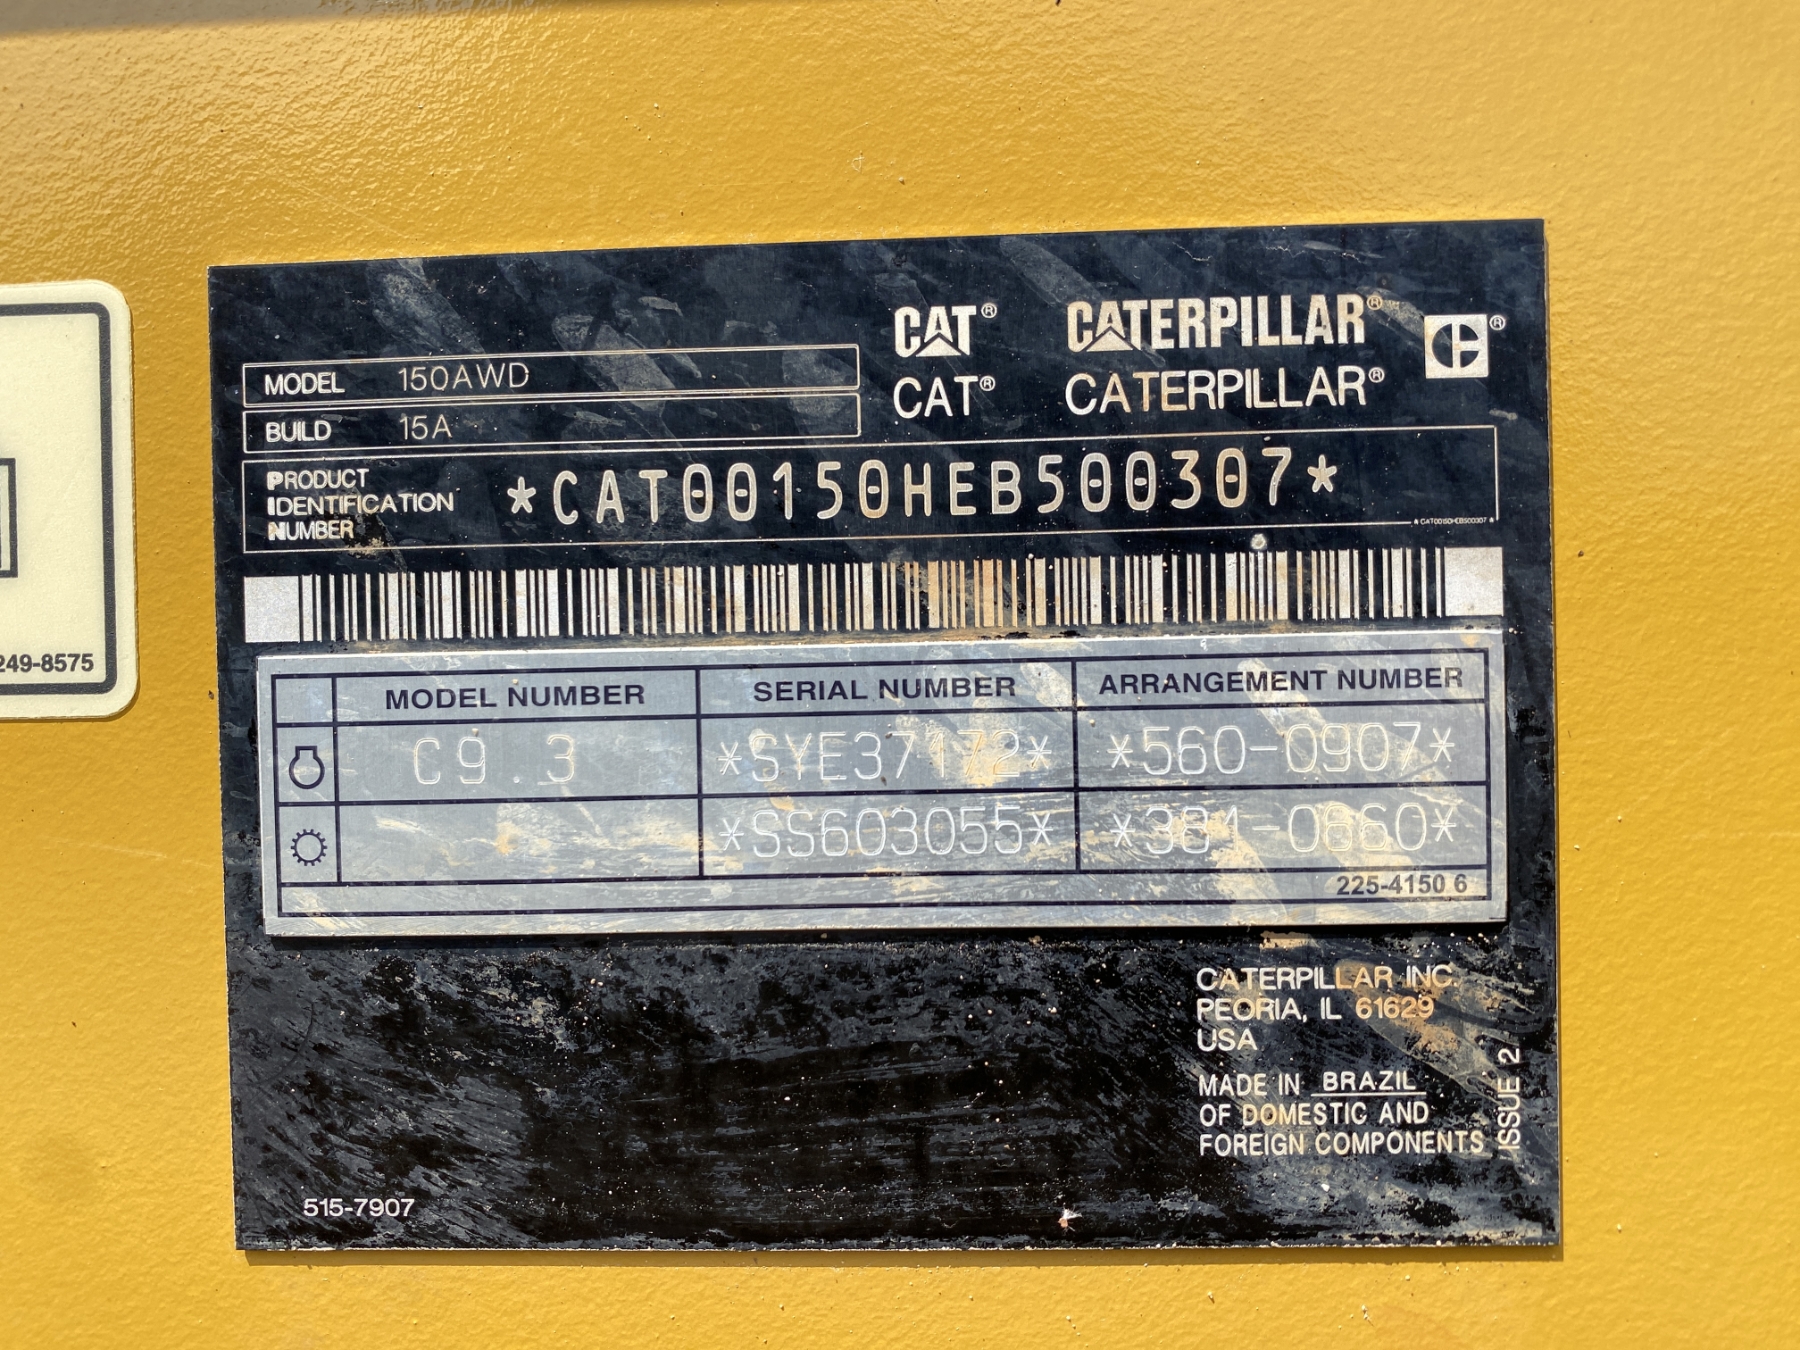 CAT® CATERPILLAR®
CAT® CATERPILLAR®
MODEL 150AWD
BUILD 15A
PRODUCT
IDENTIFICATION
NUMBER
*CAT00150HEB500307*
*CAT00150HEB500307*
249-8575
MODEL NUMBER SERIAL NUMBER ARRANGEMENT NUMBER
C9.3 *SYE37172* *560-0907*
*SS603055*
225-4150 6
CATERPILLAR INC.
PEORIA, IL 61629
USA
MADE IN BRAZIL
OF DOMESTIC AND
FOREIGN COMPONENTS
ISSUE 2
515-7907